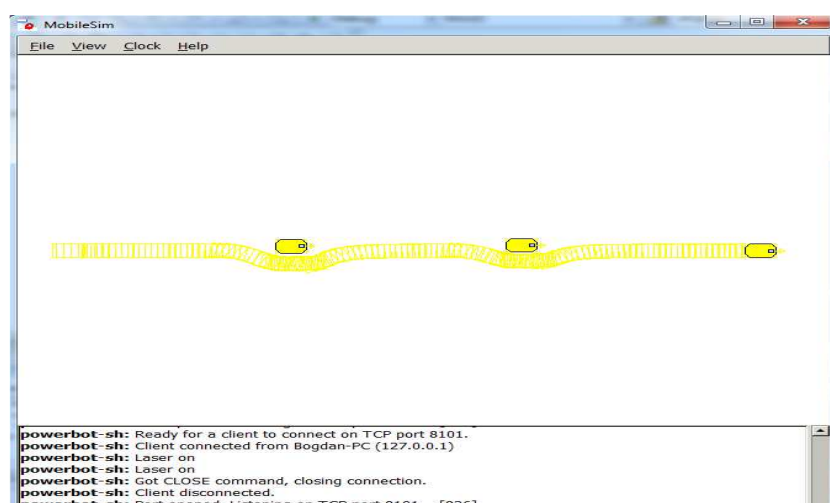 MobileSim
File View Clock Help
powerbot-sh: Ready for a client to connect on TCP port 8101.
powerbot-sh: Client connected from Bogdan-PC (127.0.0.1)
powerbot-sh: Laser on
powerbot-sh: Laser on
powerbot-sh: Got CLOSE command, closing connection.
powerbot-sh: Client disconnected.